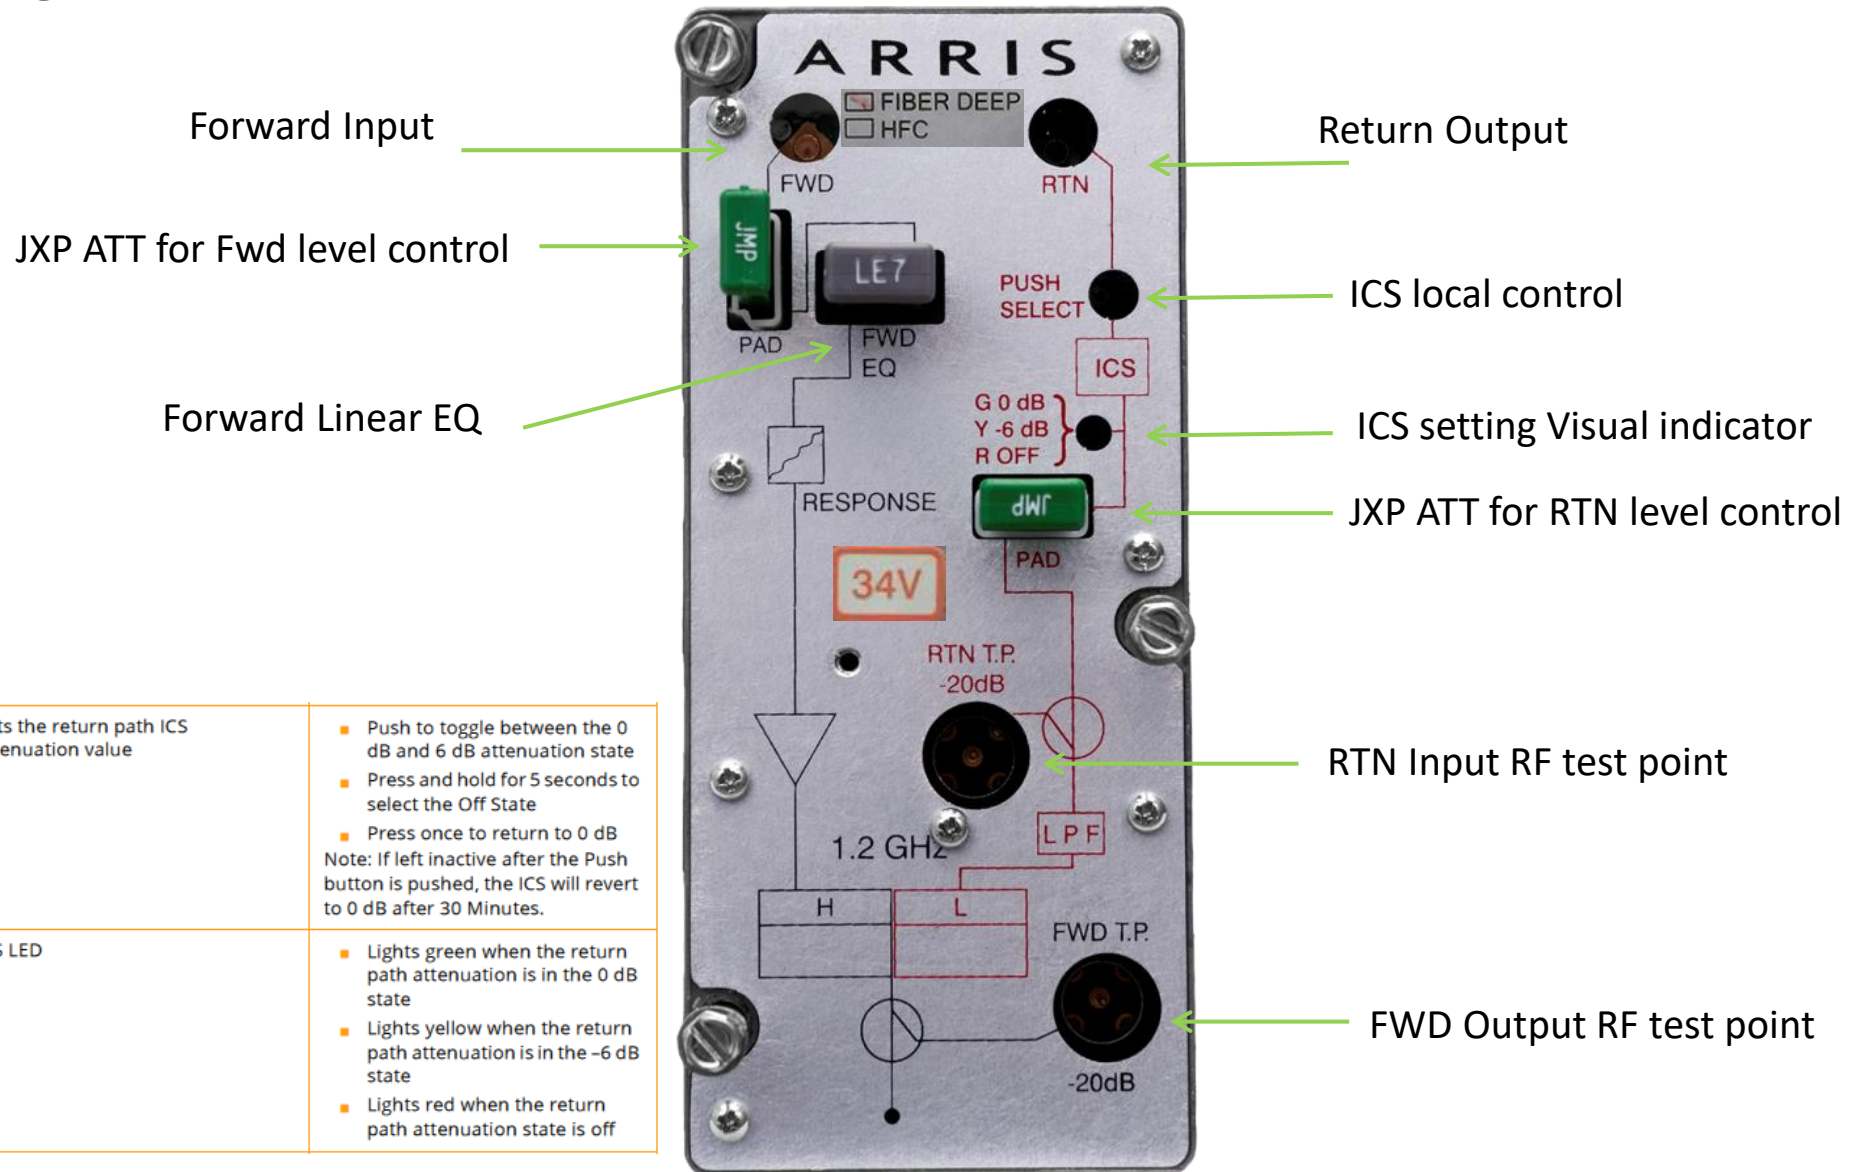 ARRIS
FIBER DEEP
HFC
Forward Input
Return Output
FWD
RTN
JMP
JXP ATT for Fwd level control
LE7
PUSH
SELECT
ICS local control
PAD
FWD
EQ
ICS
Forward Linear EQ
G 0 dB
Y -6 dB
R OFF
ICS setting Visual indicator
RESPONSE
JMP
JXP ATT for RTN level control
PAD
34V
RTN T.P.
-20dB
RTN Input RF test point
1.2 GHz
LPF
H
L
FWD T.P.
FWD Output RF test point
-20dB
the return path ICS
value
Push to toggle between the 0
dB and 6 dB attenuation state
Press and hold for 5 seconds to
select the Off State
Press once to return to 0 dB
Note: If left inactive after the Push
button is pushed, the ICS will revert
to 0 dB after 30 Minutes.
LED
Lights green when the return
path attenuation is in the 0 dB
state
Lights yellow when the return
path attenuation is in the –6 dB
state
Lights red when the return
path attenuation state is off